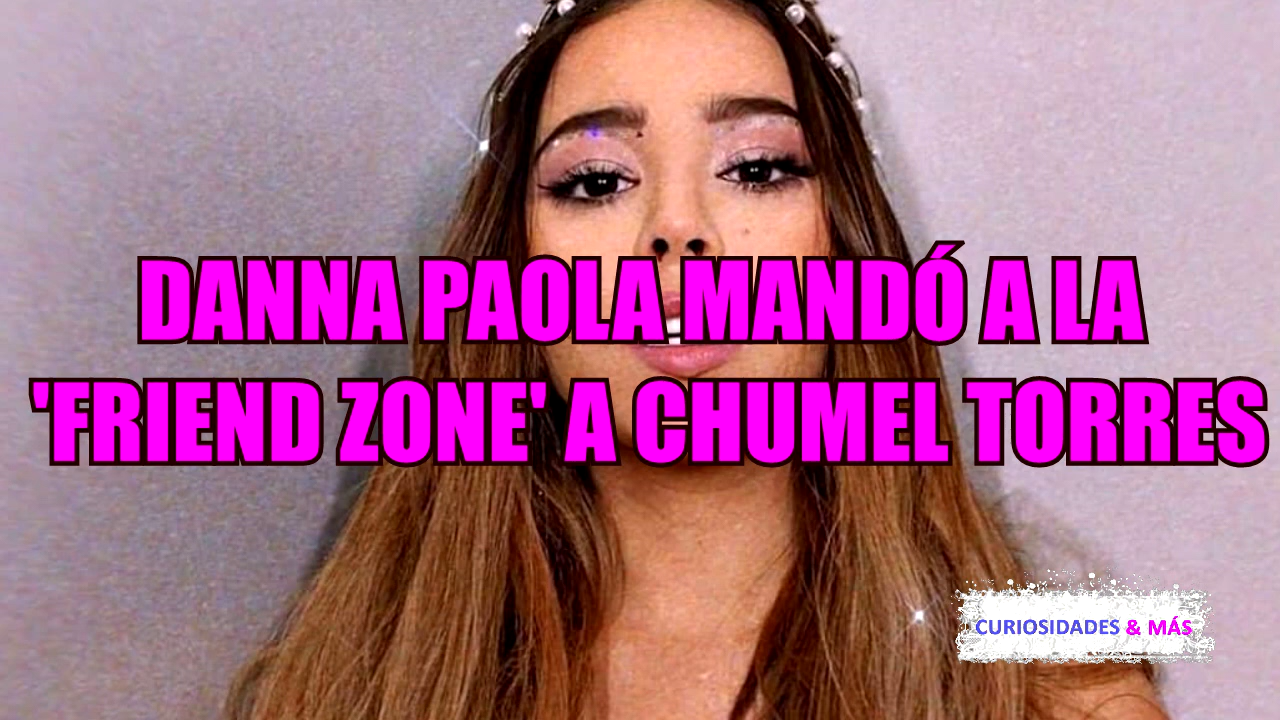 DANNA PAOLA MANDÓ A LA
'FRIEND ZONE' A CHUMEL TORRES
CURIOSIDADES & MÁS